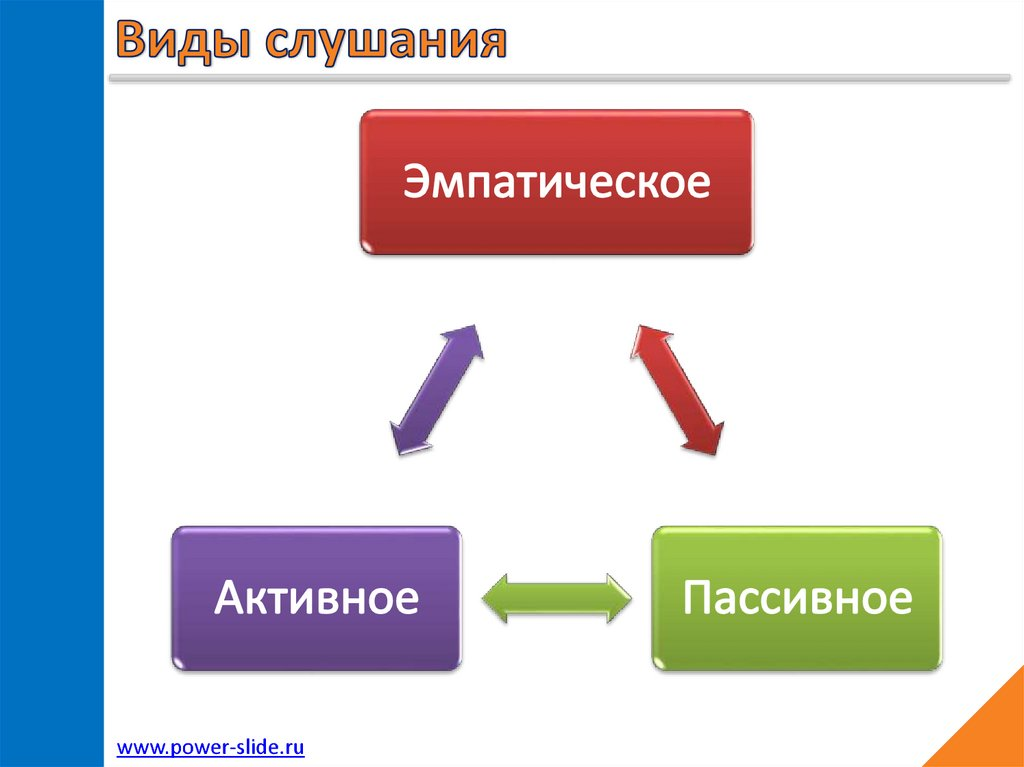 Виды слушания
Эмпатическое
Активное
Пассивное
www.power-slide.ru